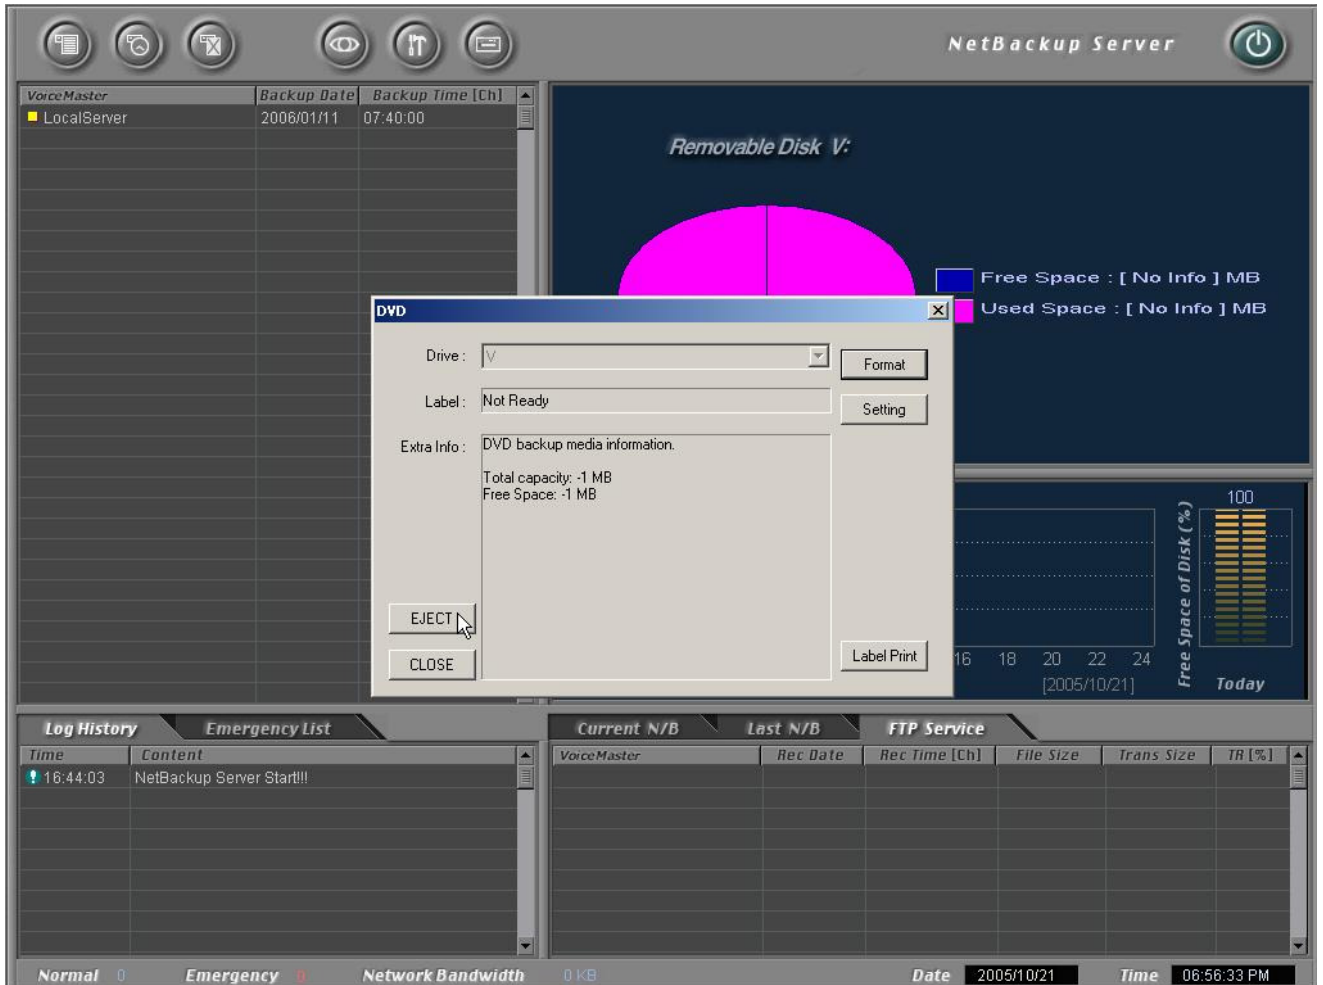 NetBackup Server
VoiceMaster Backup Date Backup Time [Ch]
LocalServer 2006/01/11 07:40:00
Removable Disk V:
Free Space : [ No Info ] MB
Used Space : [ No Info ] MB
DVD
Drive : V
Format
Label : Not Ready
Setting
Extra Info : DVD backup media information.
Total capacity: -1 MB
Free Space: -1 MB
EJECT
CLOSE
Label Print
16 18 20 22 24
[2005/10/21]
Free Space of Disk (%)
100
Today
Log History Emergency List
Time Content
16:44:03 NetBackup Server Start!!!
Current N/B Last N/B FTP Service
VoiceMaster Rec Date Rec Time [Ch] File Size Trans Size TR [%]
Normal 0 Emergency 0 Network Bandwidth 0 KB Date 2005/10/21 Time 06:56:33 PM